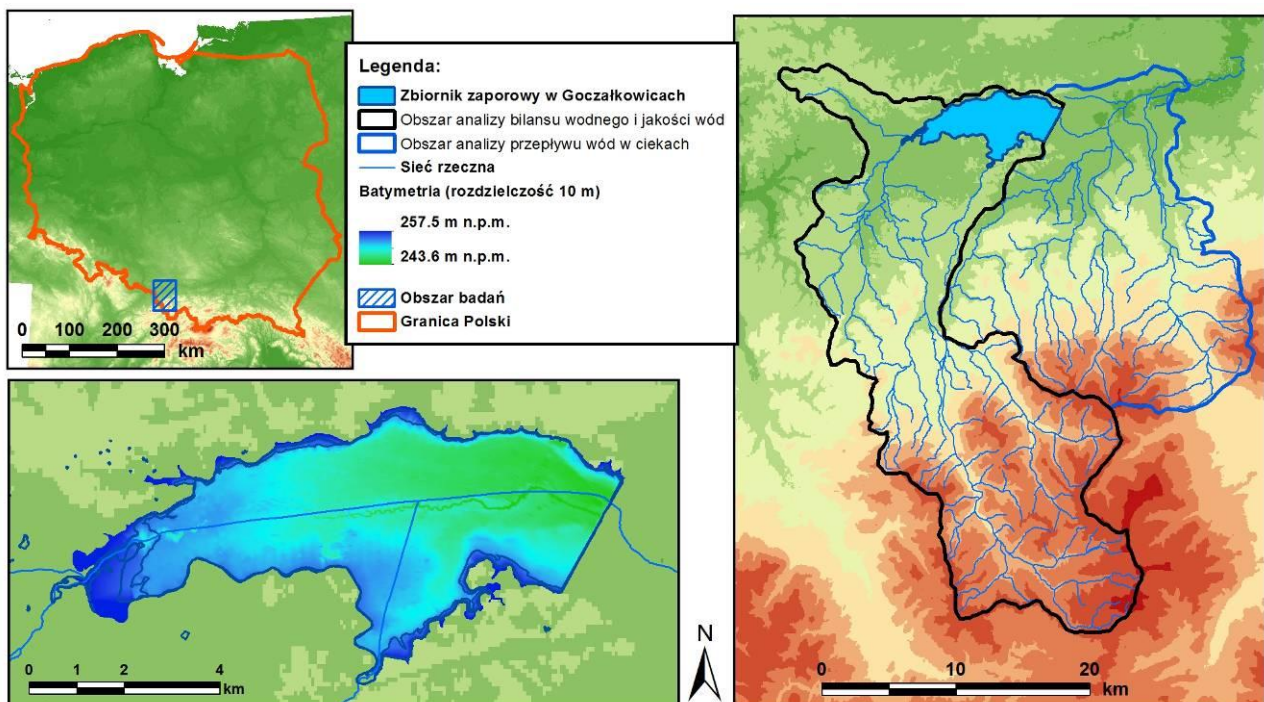 Legenda:
Zbiornik zaporowy w Goczałkowicach
Obszar analizy bilansu wodnego i jakości wód
Obszar analizy przepływu wód w ciekach
Sieć rzeczna
Batymetria (rozdzielczość 10 m)
257.5 m n.p.m.
243.6 m n.p.m.
Obszar badań
Granica Polski
0 100 200 300
km
0 2 4
km
N
0 10 20
km